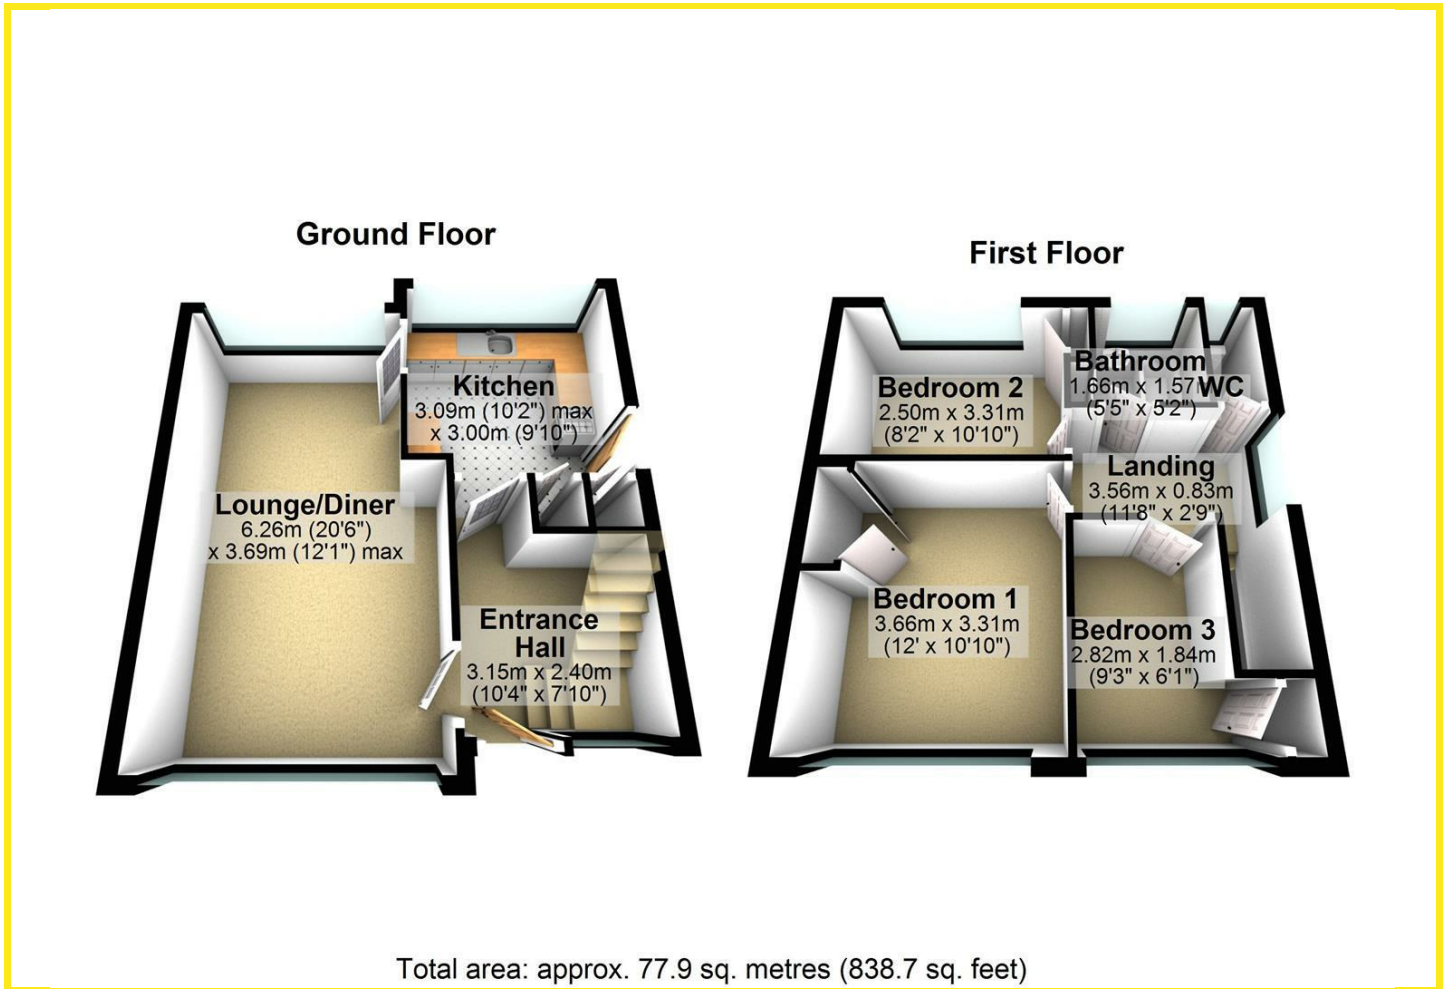 Ground Floor
First Floor
Kitchen
3.09m (10'2") max
x 3.00m (9'10")
Lounge/Diner
6.26m (20'6")
x 3.69m (12'1") max
Entrance
Hall
3.15m x 2.40m
(10'4" x 7'10")
Bedroom 2
2.50m x 3.31m
(8'2" x 10'10")
Bathroom
1.66m x 1.57
(5'5" x 5'2")
WC
Landing
3.56m x 0.83m
(11'8" x 2'9")
Bedroom 1
3.66m x 3.31m
(12' x 10'10")
Bedroom 3
2.82m x 1.84m
(9'3" x 6'1")
Total area: approx. 77.9 sq. metres (838.7 sq. feet)